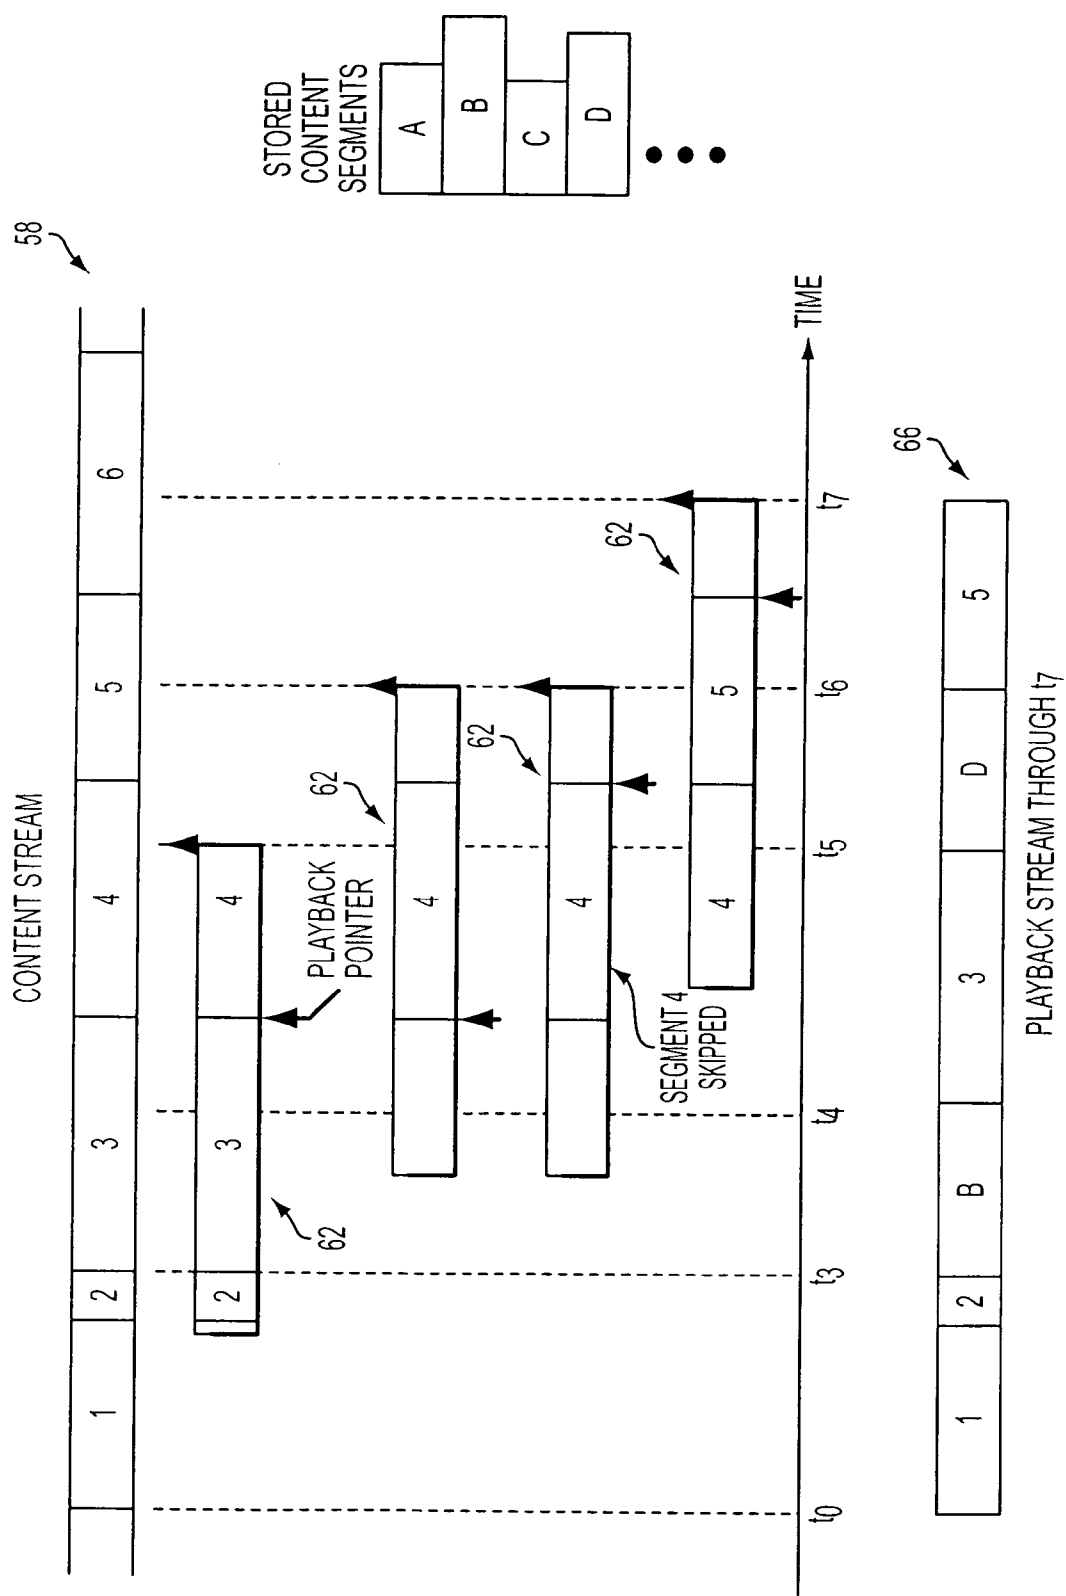 CONTENT STREAM
58
1
2
3
4
5
6
STORED
CONTENT
SEGMENTS
A
B
C
D
2
3
4
62
PLAYBACK
POINTER
4
62
4
62
SEGMENT 4
SKIPPED
4
5
62
TIME
t0
t3
t4
t5
t6
t7
66
1
2
B
3
D
5
PLAYBACK STREAM THROUGH t7